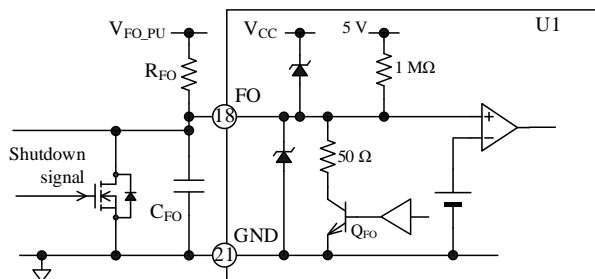 V_FO_PU
V_CC
5 V
U1
R_FO
1 MΩ
FO
18
Shutdown
signal
50 Ω
C_FO
Q_FO
GND
21
+
−